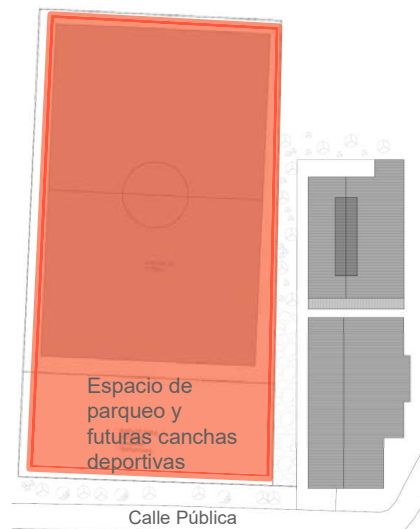 Espacio de
parqueo y
futuras canchas
deportivas
Calle Pública